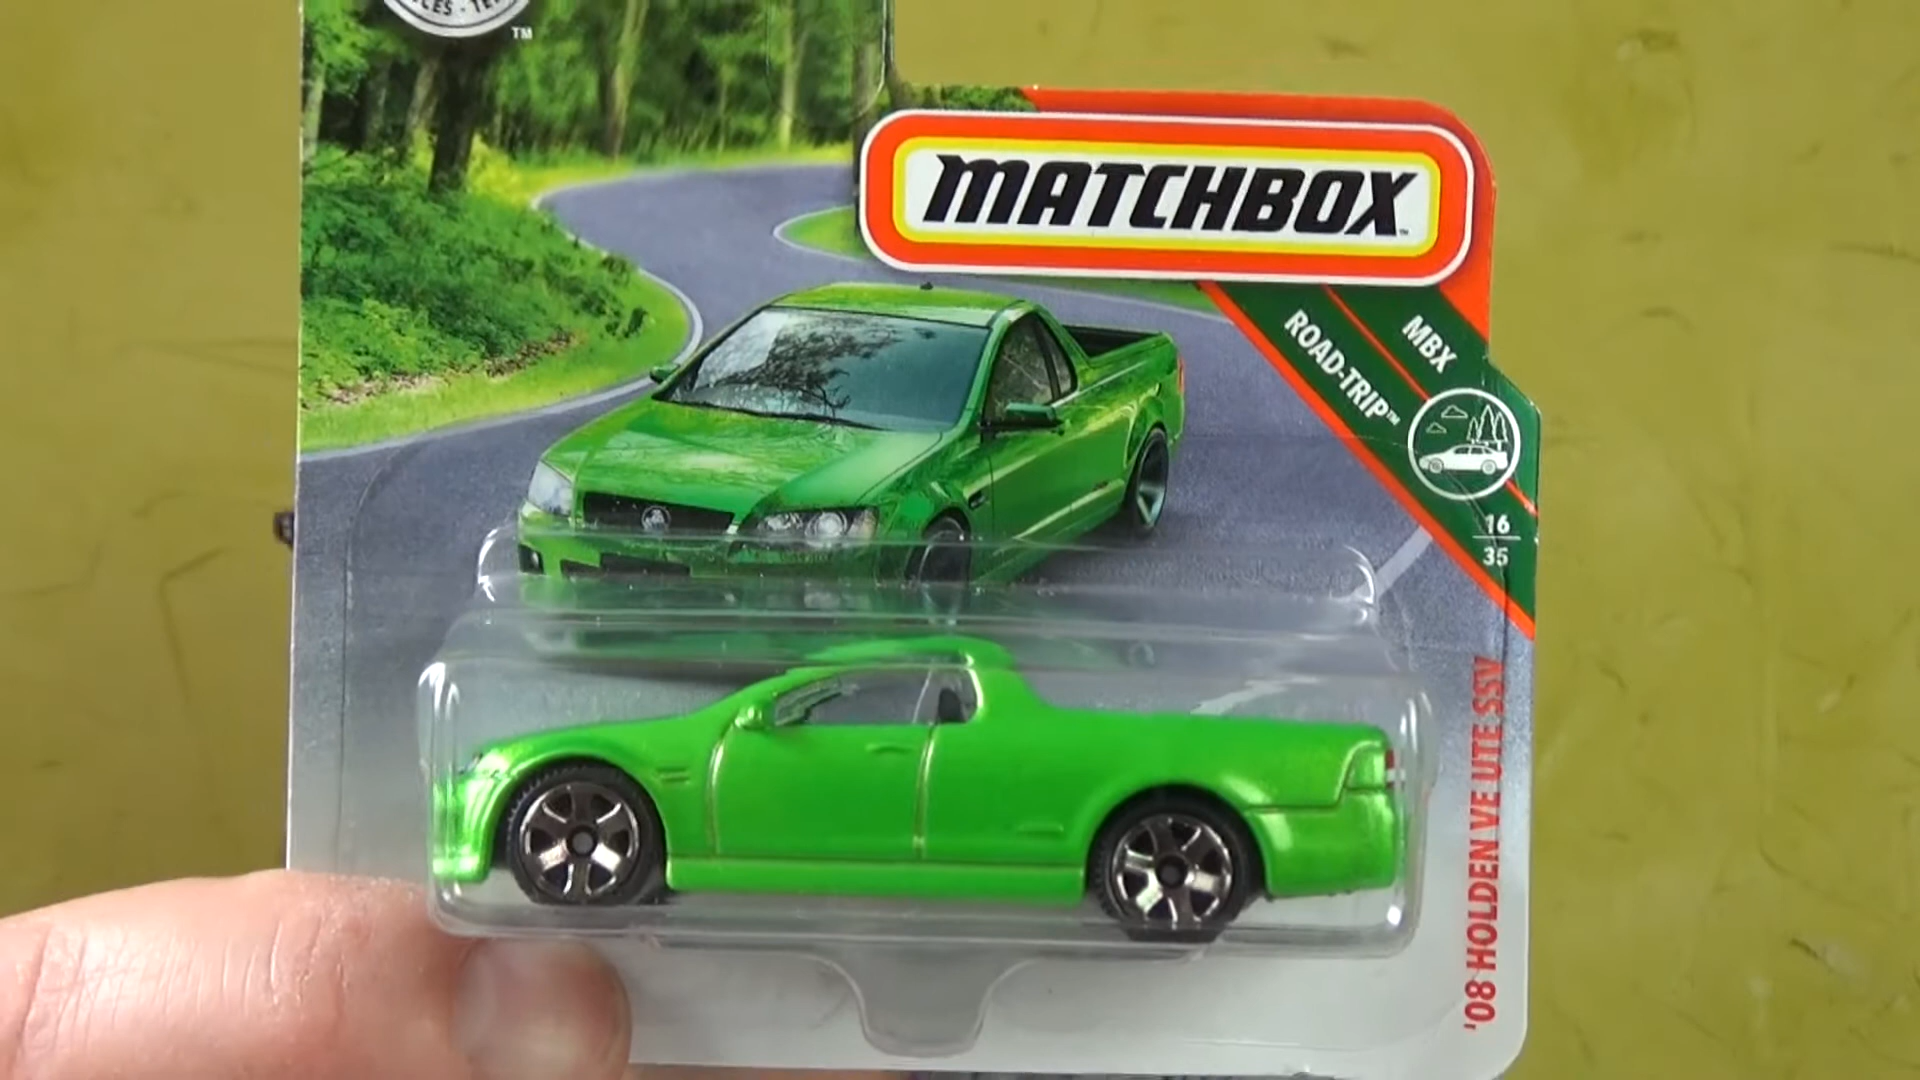 TM
MATCHBOX
MBX
ROAD-TRIP™
16
35
'08 HOLDEN VE UTE SSV